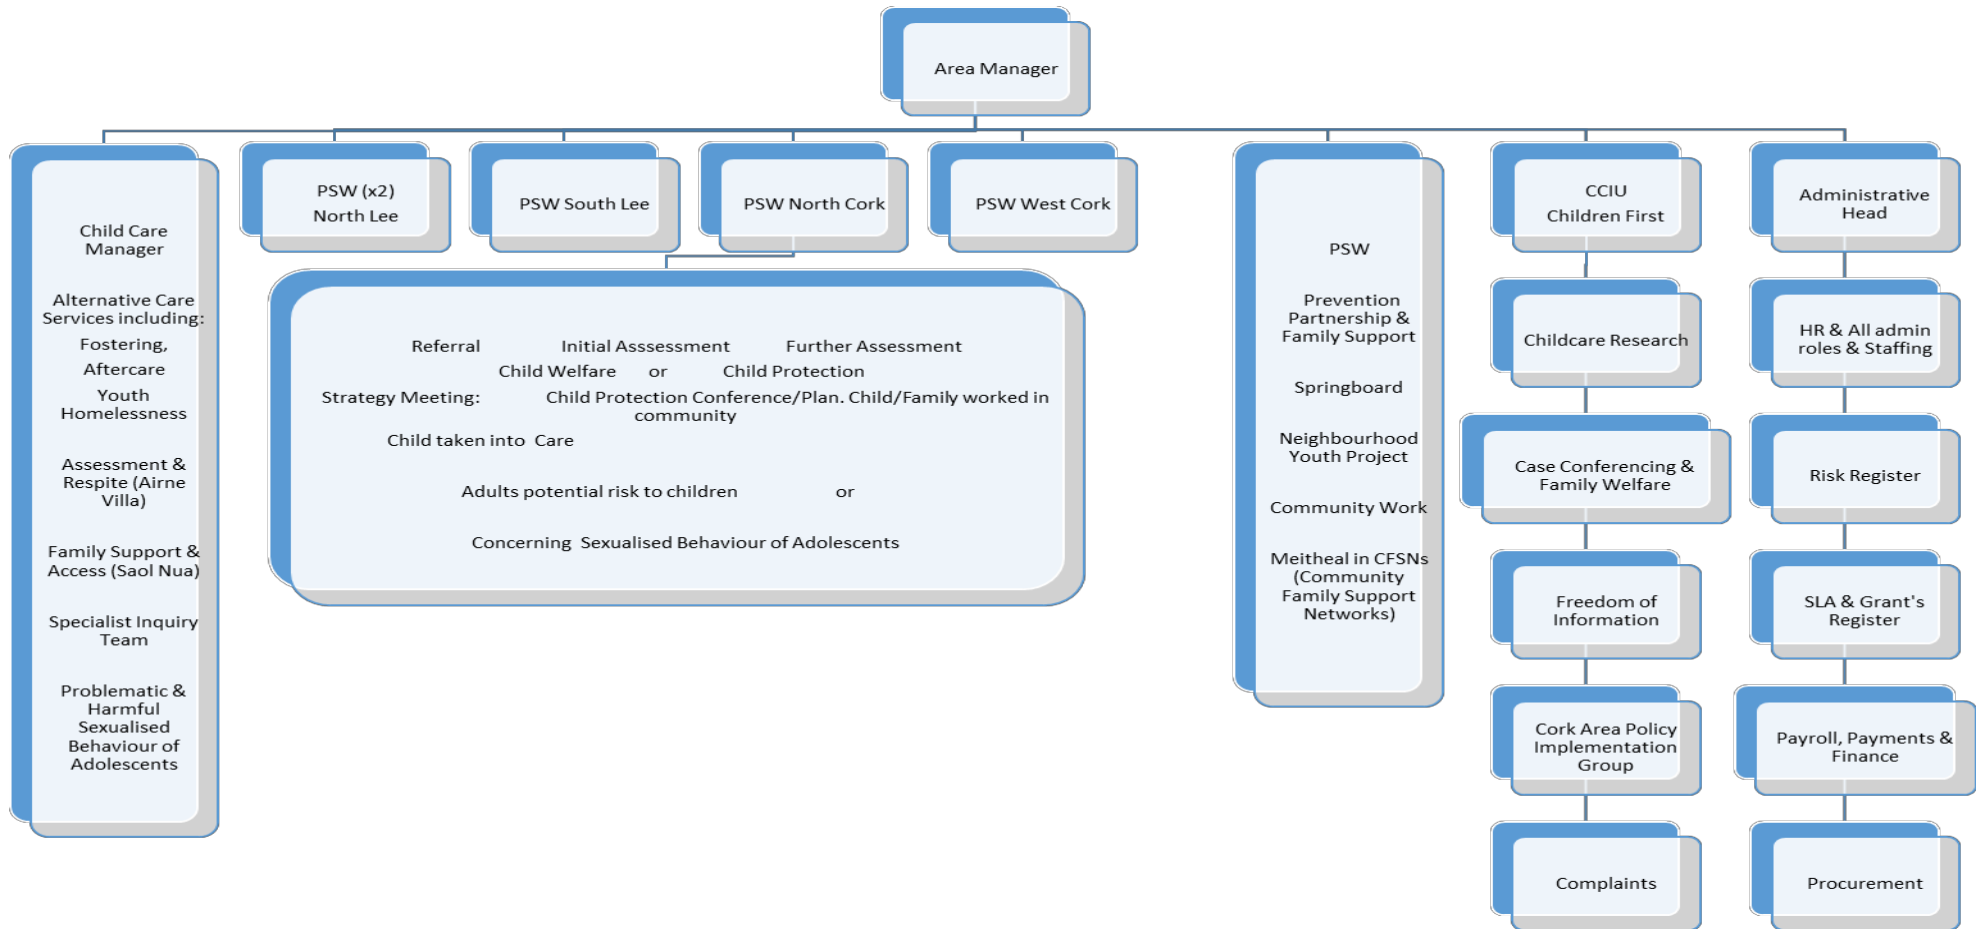 Area Manager
Child Care
Manager
Alternative Care
Services including:
Fostering,
Aftercare
Youth
Homelessness
Assessment &
Respite (Airne
Villa)
Family Support &
Access (Saol Nua)
Specialist Inquiry
Team
Problematic &
Harmful
Sexualised
Behaviour of
Adolescents
PSW (x2)
North Lee
PSW South Lee
PSW North Cork
PSW West Cork
Referral Initial Asssessment Further Assessment
Child Welfare or Child Protection
Strategy Meeting: Child Protection Conference/Plan. Child/Family worked in
community
Child taken into Care
Adults potential risk to children or
Concerning Sexualised Behaviour of Adolescents
PSW
Prevention
Partnership &
Family Support
Springboard
Neighbourhood
Youth Project
Community Work
Meitheal in CFSNs
(Community
Family Support
Networks)
CCIU
Children First
Childcare Research
Case Conferencing &
Family Welfare
Freedom of
Information
Cork Area Policy
Implementation
Group
Complaints
Administrative
Head
HR & All admin
roles & Staffing
Risk Register
SLA & Grant's
Register
Payroll, Payments &
Finance
Procurement